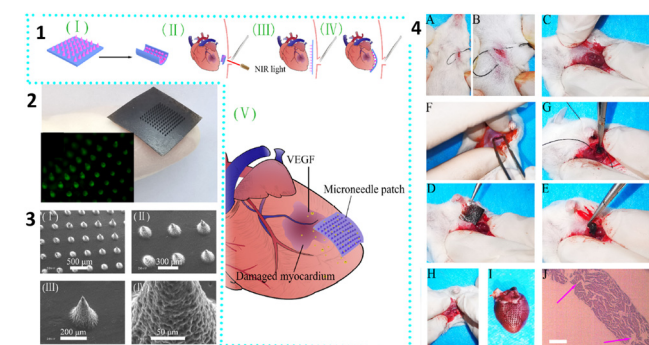 1
(I)
(II)
(III)
(IV)
NIR light
2
(V)
VEGF
Microneedle patch
Damaged myocardium
3
(I)
500 μm
(II)
300 μm
(III)
200 μm
(IV)
50 μm
4
A
B
C
F
G
D
E
H
I
J